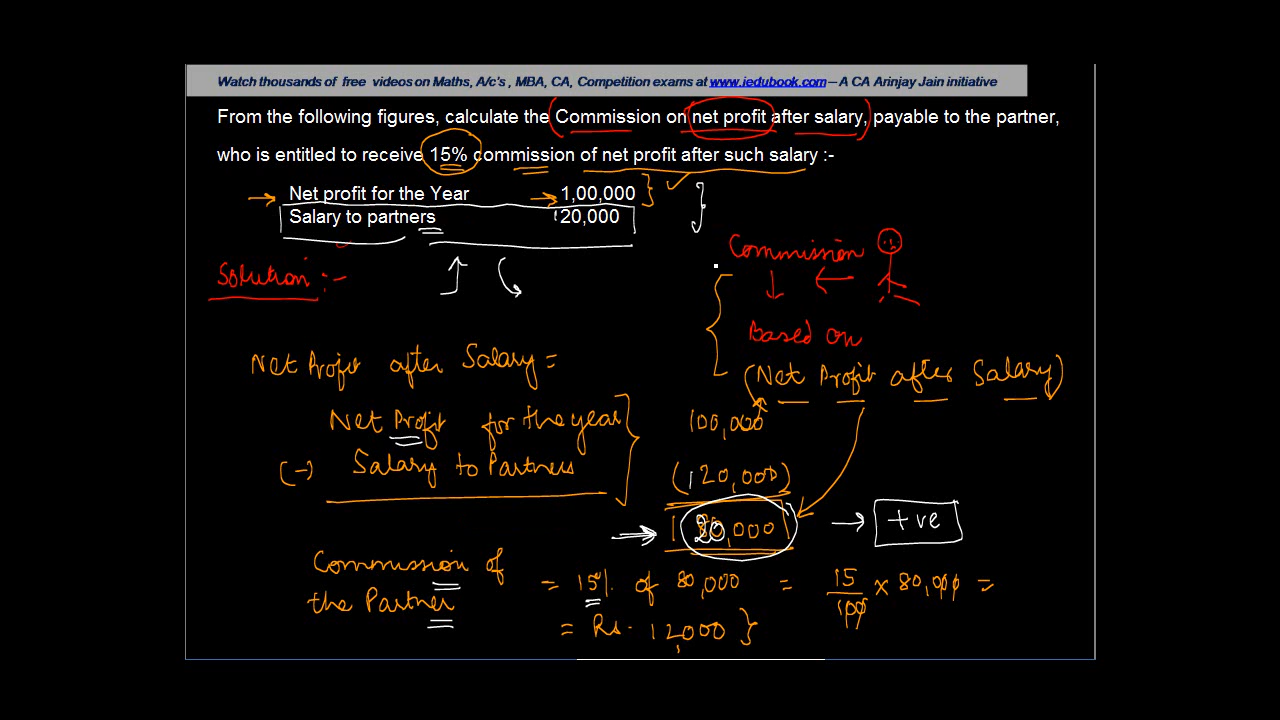 Watch thousands of free videos on Maths, A/c's , MBA, CA, Competition exams at www.iedubook.com – A CA Arinjay Jain initiative
From the following figures, calculate the Commission on net profit after salary, payable to the partner,
who is entitled to receive 15% commission of net profit after such salary :-
Net profit for the Year 1,00,000
Salary to partners 20,000
Commission
Solution :-
Based on
Net Profit after Salary =
(Net Profit after Salary)
Net Profit for the year 100,000
(-) Salary to Partners (20,000)
80,000 +ve
Commission of
the Partner
= 15% of 80,000 = 15/100 x 80,000 =
= Rs. 12,000